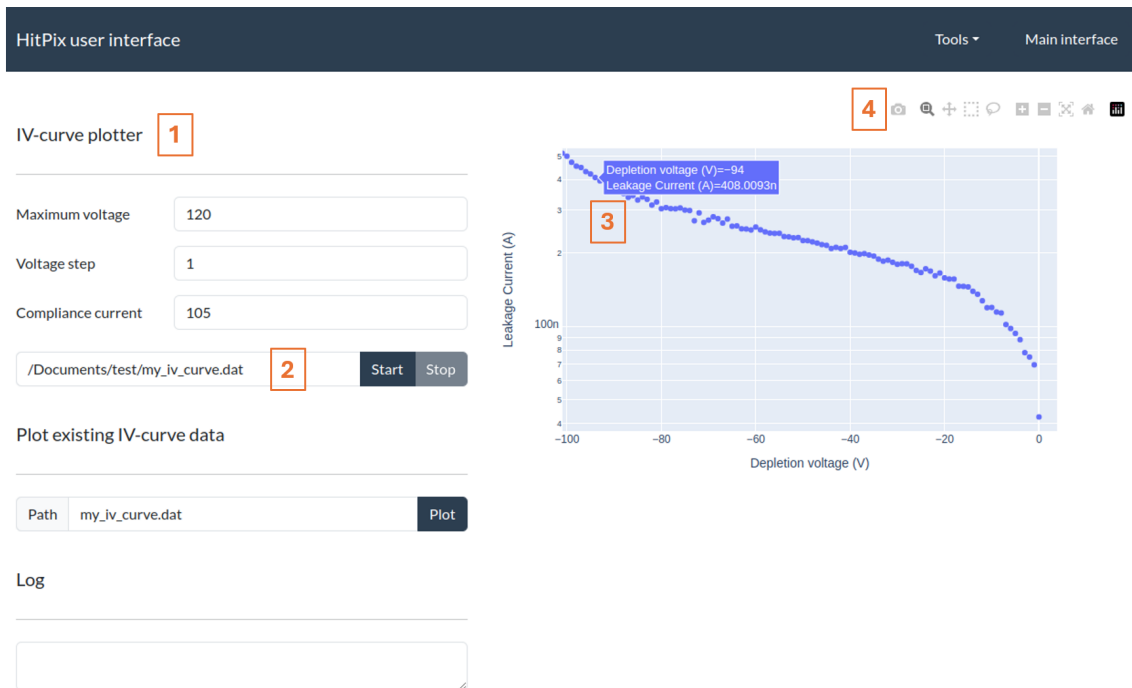 HitPix user interface
Tools
Main interface
IV-curve plotter
1
Maximum voltage 120
Voltage step 1
Compliance current 105
/Documents/test/my_iv_curve.dat
2
Start
Stop
Plot existing IV-curve data
Path my_iv_curve.dat Plot
Log
4
Depletion voltage (V)=−94
Leakage Current (A)=408.0093n
3
Leakage Current (A)
5
4
3
2
100n
9
8
7
6
5
4
−100 −80 −60 −40 −20 0
Depletion voltage (V)